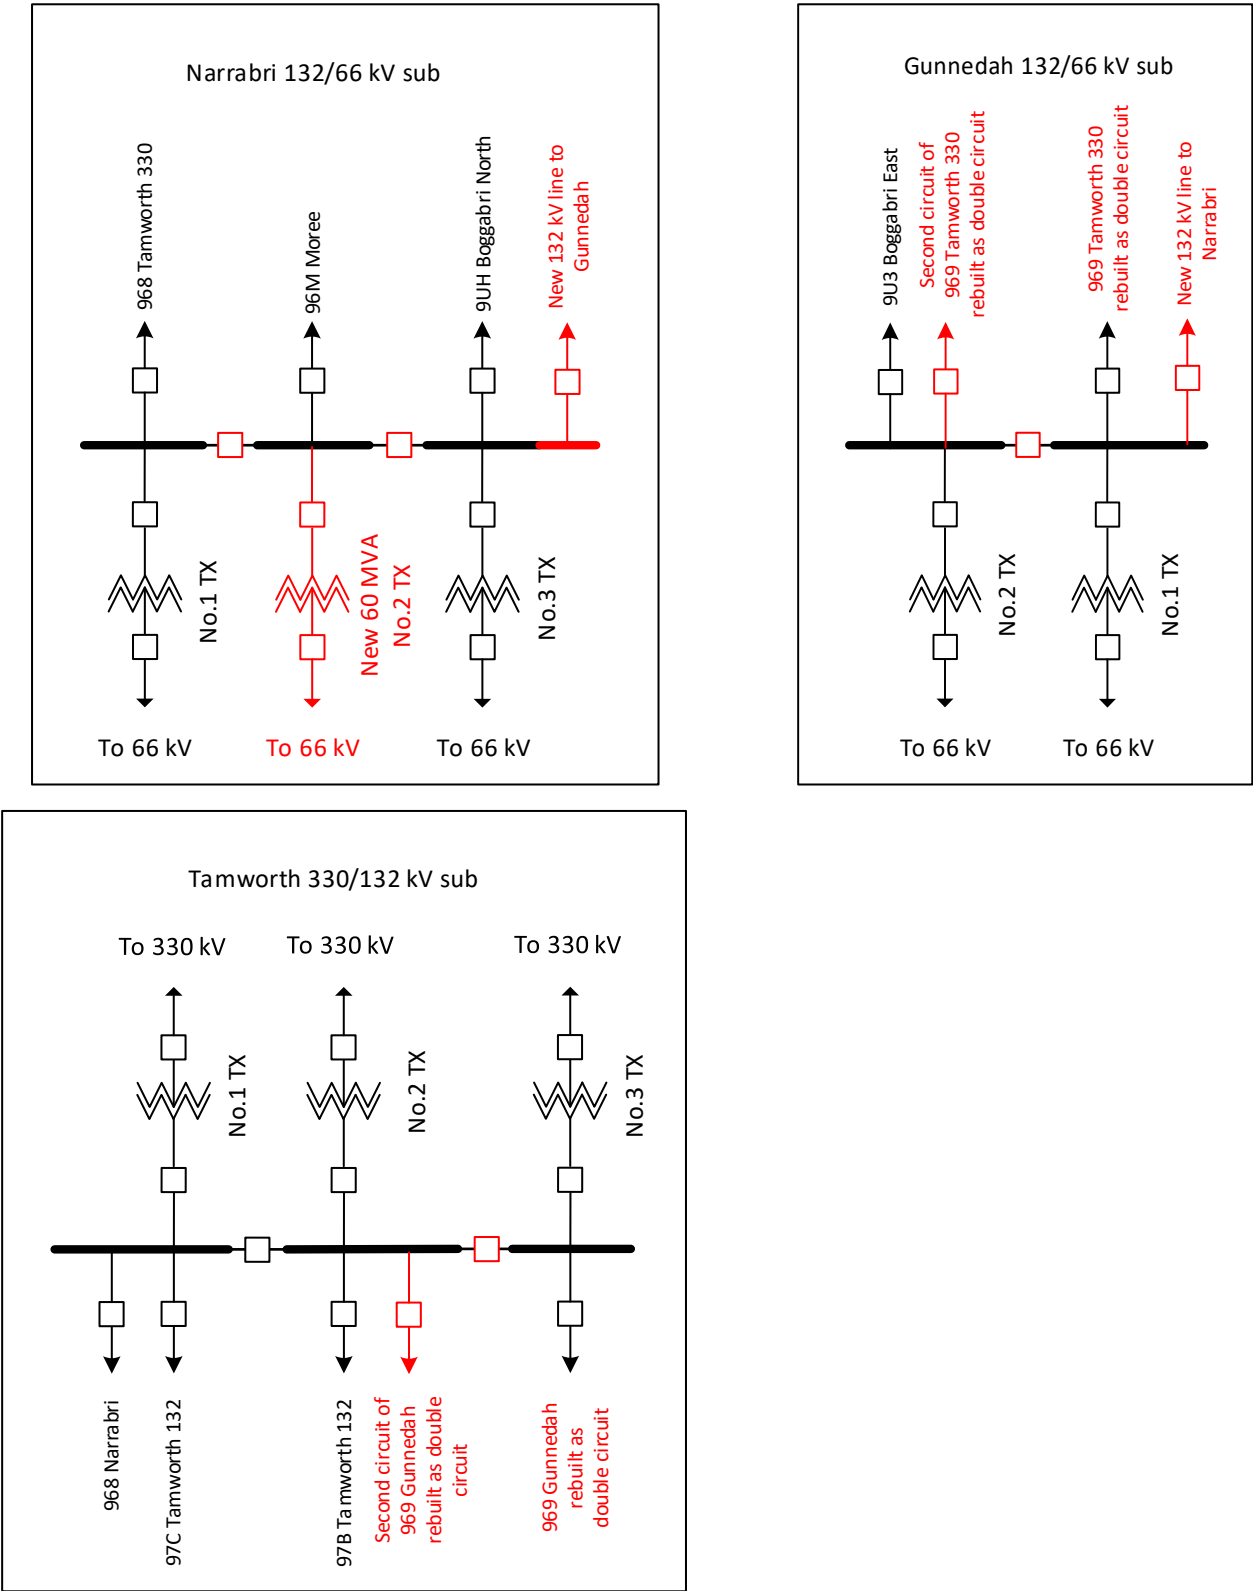 Narrabri 132/66 kV sub
968 Tamworth 330
96M Moree
9UH Boggabri North
New 132 kV line to
Gunnedah
No.1 TX
New 60 MVA
No.2 TX
No.3 TX
To 66 kV
To 66 kV
To 66 kV
Gunnedah 132/66 kV sub
9U3 Boggabri East
Second circuit of
969 Tamworth 330
rebuilt as double circuit
969 Tamworth 330
rebuilt as double circuit
New 132 kV line to
Narrabri
No.2 TX
No.1 TX
To 66 kV
To 66 kV
Tamworth 330/132 kV sub
To 330 kV
To 330 kV
To 330 kV
No.1 TX
No.2 TX
No.3 TX
968 Narrabri
97C Tamworth 132
97B Tamworth 132
Second circuit of
969 Gunnedah
rebuilt as double
circuit
969 Gunnedah
rebuilt as
double circuit